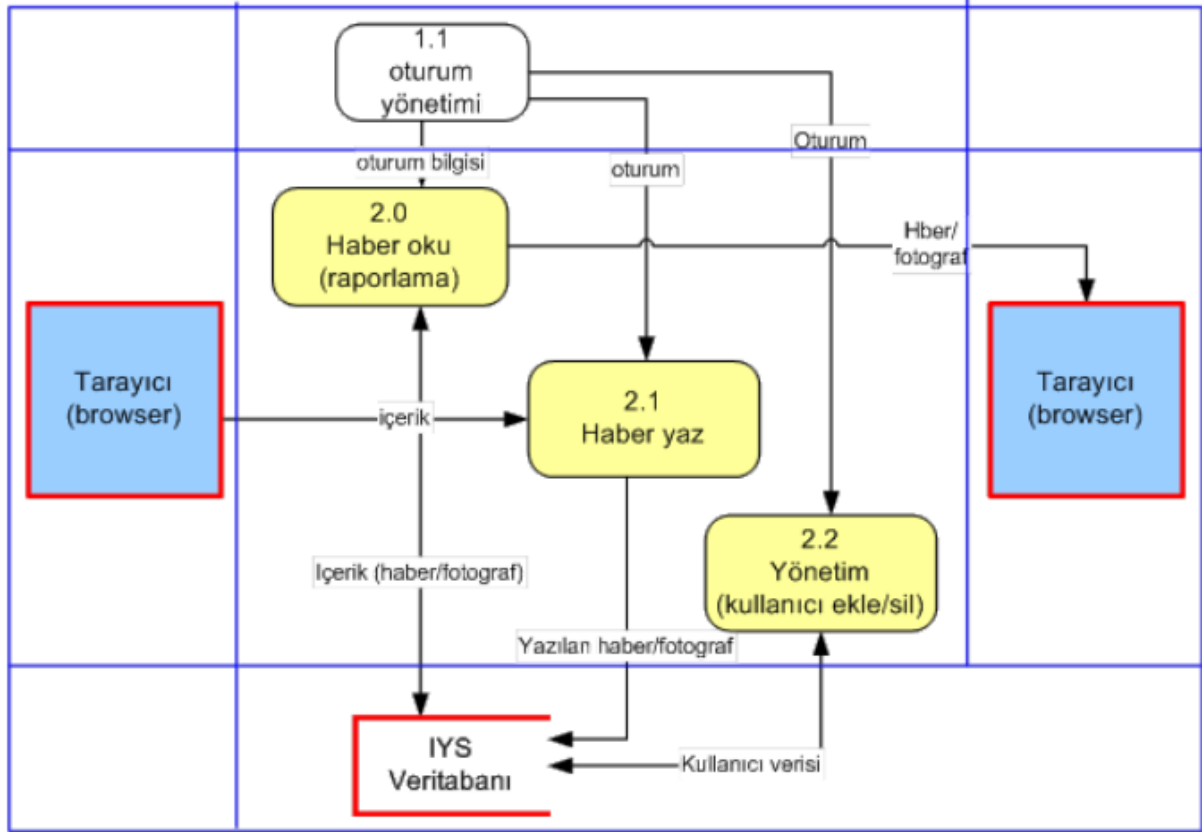 1.1
oturum
yönetimi
oturum bilgisi
oturum
Oturum
2.0
Haber oku
(raporlama)
Hber/
fotograf
Tarayıcı
(browser)
içerik
2.1
Haber yaz
Tarayıcı
(browser)
Içerik (haber/fotograf)
2.2
Yönetim
(kullanıcı ekle/sil)
Yazılan haber/fotograf
IYS
Veritabanı
Kullanıcı verisi